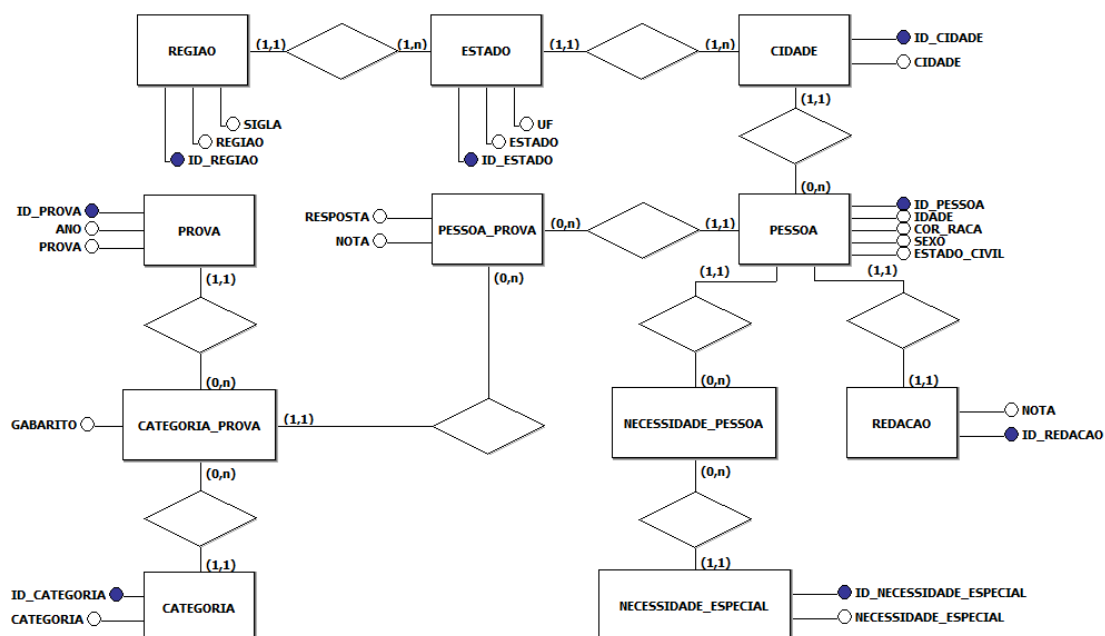 REGIAO
(1,1)
(1,n)
ESTADO
(1,1)
(1,n)
CIDADE
ID_CIDADE
CIDADE
SIGLA
REGIAO
ID_REGIAO
UF
ESTADO
ID_ESTADO
(1,1)
(0,n)
ID_PROVA
ANO
PROVA
PROVA
RESPOSTA
NOTA
PESSOA_PROVA
(0,n)
(1,1)
PESSOA
ID_PESSOA
IDADE
COR_RACA
SEXO
ESTADO_CIVIL
(1,1)
(0,n)
(1,1)
(1,1)
(0,n)
(0,n)
(1,1)
GABARITO
CATEGORIA_PROVA
(1,1)
NECESSIDADE_PESSOA
REDACAO
NOTA
ID_REDACAO
(0,n)
(0,n)
(1,1)
(1,1)
ID_CATEGORIA
CATEGORIA
CATEGORIA
NECESSIDADE_ESPECIAL
ID_NECESSIDADE_ESPECIAL
NECESSIDADE_ESPECIAL